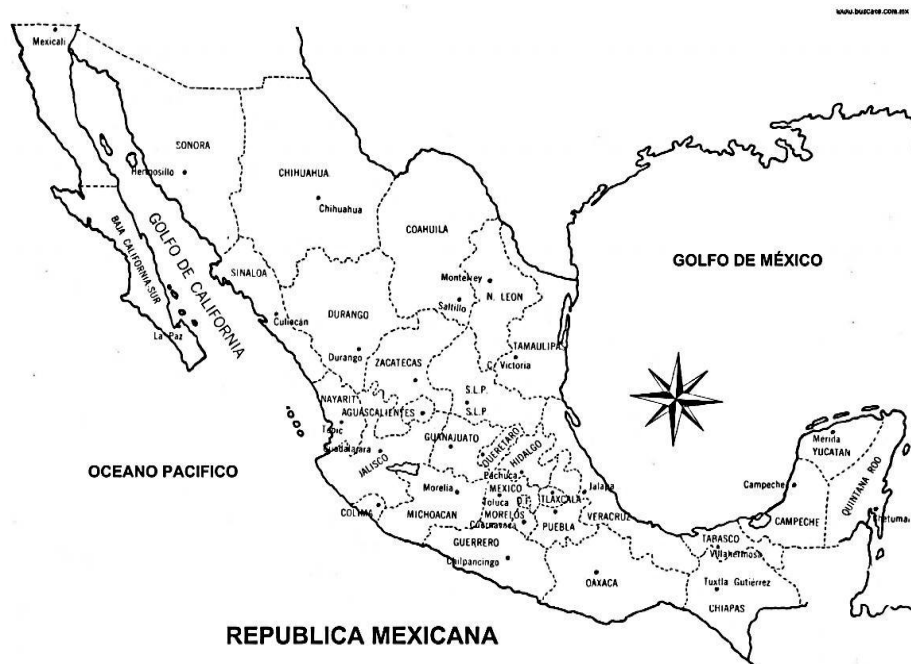 www.buscate.com.mx
Mexicali
SONORA
Hermosillo
CHIHUAHUA
Chihuahua
COAHUILA
BAJA CALIFORNIA-SUR
GOLFO DE CALIFORNIA
La Paz
SINALOA
Culiacán
DURANGO
Durango
Monterrey
N. LEON
Saltillo
GOLFO DE MÉXICO
TAMAULIPAS
C. Victoria
ZACATECAS
S.L.P.
S.L.P
NAYARIT
Tepic
AGUASCALIENTES
Guadalajara
JALISCO
GUANAJUATO
QUERETARO
HIDALGO
Pachuca
OCEANO PACIFICO
COLIMA
Morelia
MICHOACAN
MEXICO
Toluca
D.F.
MORELOS
Cuernavaca
TLAXCALA
PUEBLA
Jalapa
VERACRUZ
GUERRERO
Chilpancingo
OAXACA
TABASCO
Villahermosa
Tuxtla Gutiérrez
CHIAPAS
Campeche
CAMPECHE
Mérida
YUCATAN
QUINTANA ROO
Chetumal
REPUBLICA MEXICANA